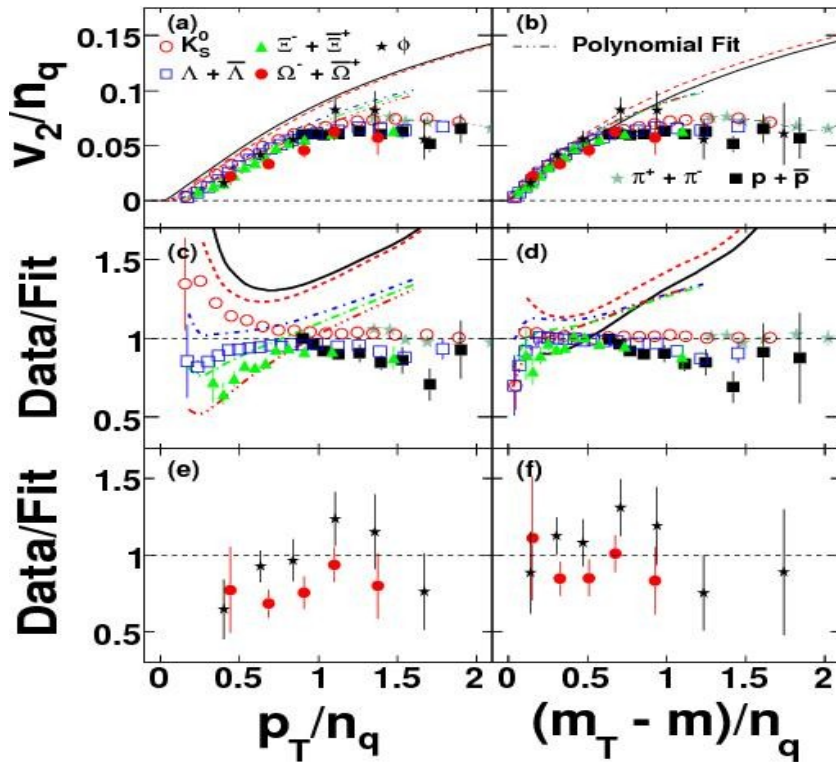 (a)
K⁰_S
Ξ⁻ + Ξ̅⁺
ϕ
Λ + Λ̅
Ω⁻ + Ω̅⁺
(b)
Polynomial Fit
π⁺ + π⁻
p + p̅
v₂/n_q
0.15
0.1
0.05
0
(c)
(d)
Data/Fit
1.5
1
0.5
(e)
(f)
Data/Fit
1.5
1
0.5
0 0.5 1 1.5 0 0.5 1 1.5 2
p_T/n_q
(m_T - m)/n_q